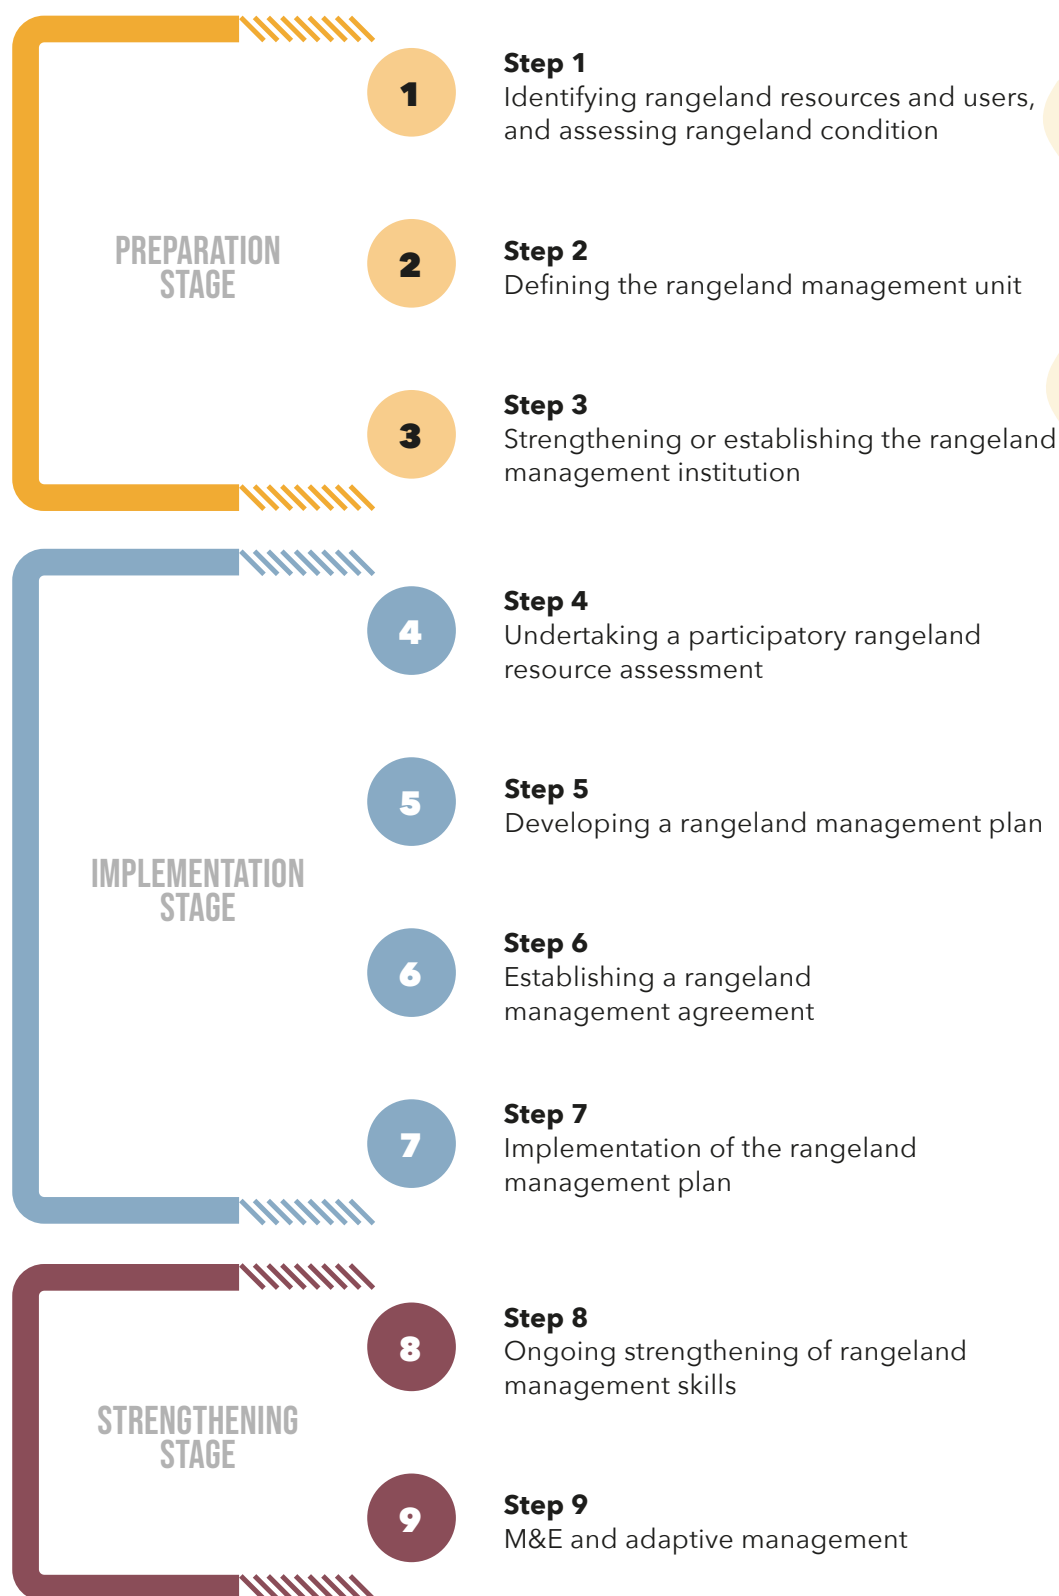 PREPARATION
STAGE
1
Step 1
Identifying rangeland resources and users,
and assessing rangeland condition
2
Step 2
Defining the rangeland management unit
3
Step 3
Strengthening or establishing the rangeland
management institution
IMPLEMENTATION
STAGE
4
Step 4
Undertaking a participatory rangeland
resource assessment
5
Step 5
Developing a rangeland management plan
6
Step 6
Establishing a rangeland
management agreement
7
Step 7
Implementation of the rangeland
management plan
STRENGTHENING
STAGE
8
Step 8
Ongoing strengthening of rangeland
management skills
9
Step 9
M&E and adaptive management